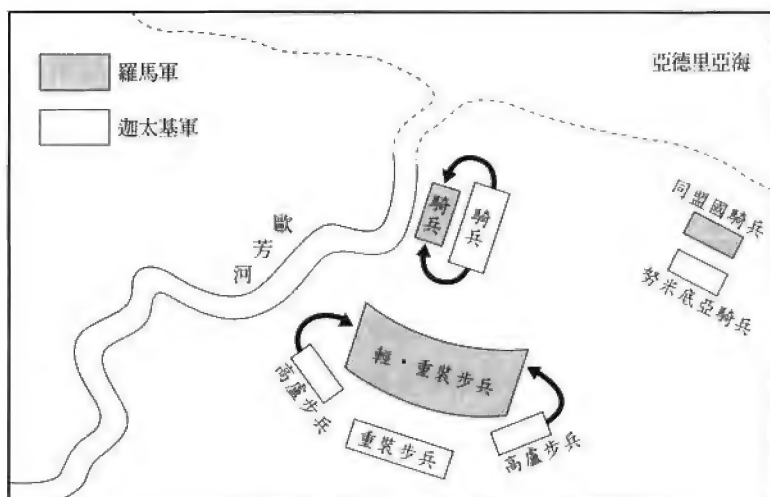 羅馬軍
迦太基軍
亞德里亞海
歐芳河
騎兵
騎兵
同盟國騎兵
努米底亞騎兵
輕・重裝步兵
高盧步兵
重裝步兵
高盧步兵